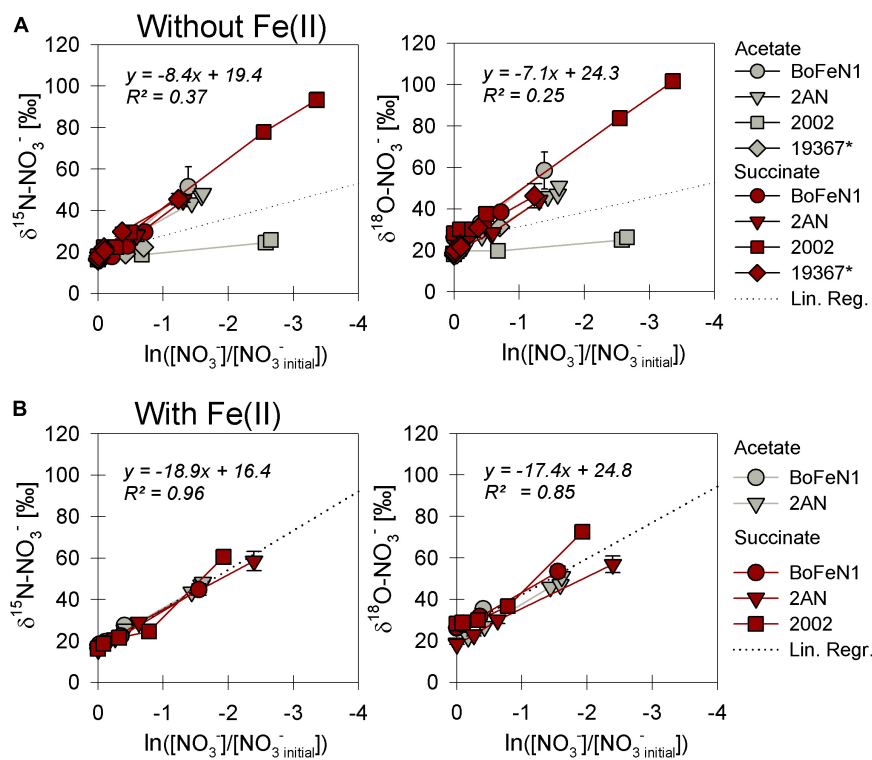 A
Without Fe(II)
120
100
80
60
40
20
0
δ¹⁵N-NO₃⁻ [‰]
y = -8.4x + 19.4
R² = 0.37
0 -1 -2 -3 -4
ln([NO₃⁻]/[NO₃⁻ initial])
120
100
80
60
40
20
0
δ¹⁸O-NO₃⁻ [‰]
y = -7.1x + 24.3
R² = 0.25
0 -1 -2 -3 -4
ln([NO₃⁻]/[NO₃⁻ initial])
Acetate
BoFeN1
2AN
2002
19367*
Succinate
BoFeN1
2AN
2002
19367*
Lin. Reg.
B
With Fe(II)
120
100
80
60
40
20
0
δ¹⁵N-NO₃⁻ [‰]
y = -18.9x + 16.4
R² = 0.96
0 -1 -2 -3 -4
ln([NO₃⁻]/[NO₃⁻ initial])
120
100
80
60
40
20
0
δ¹⁸O-NO₃⁻ [‰]
y = -17.4x + 24.8
R² = 0.85
0 -1 -2 -3 -4
ln([NO₃⁻]/[NO₃⁻ initial])
Acetate
BoFeN1
2AN
Succinate
BoFeN1
2AN
2002
Lin. Regr.